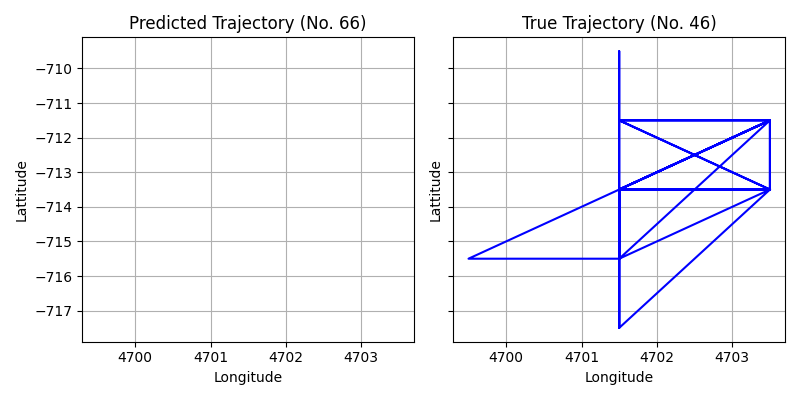 Predicted Trajectory (No. 66)
True Trajectory (No. 46)
Lattitude
−710
−711
−712
−713
−714
−715
−716
−717
4700 4701 4702 4703
Longitude
Lattitude
4700 4701 4702 4703
Longitude